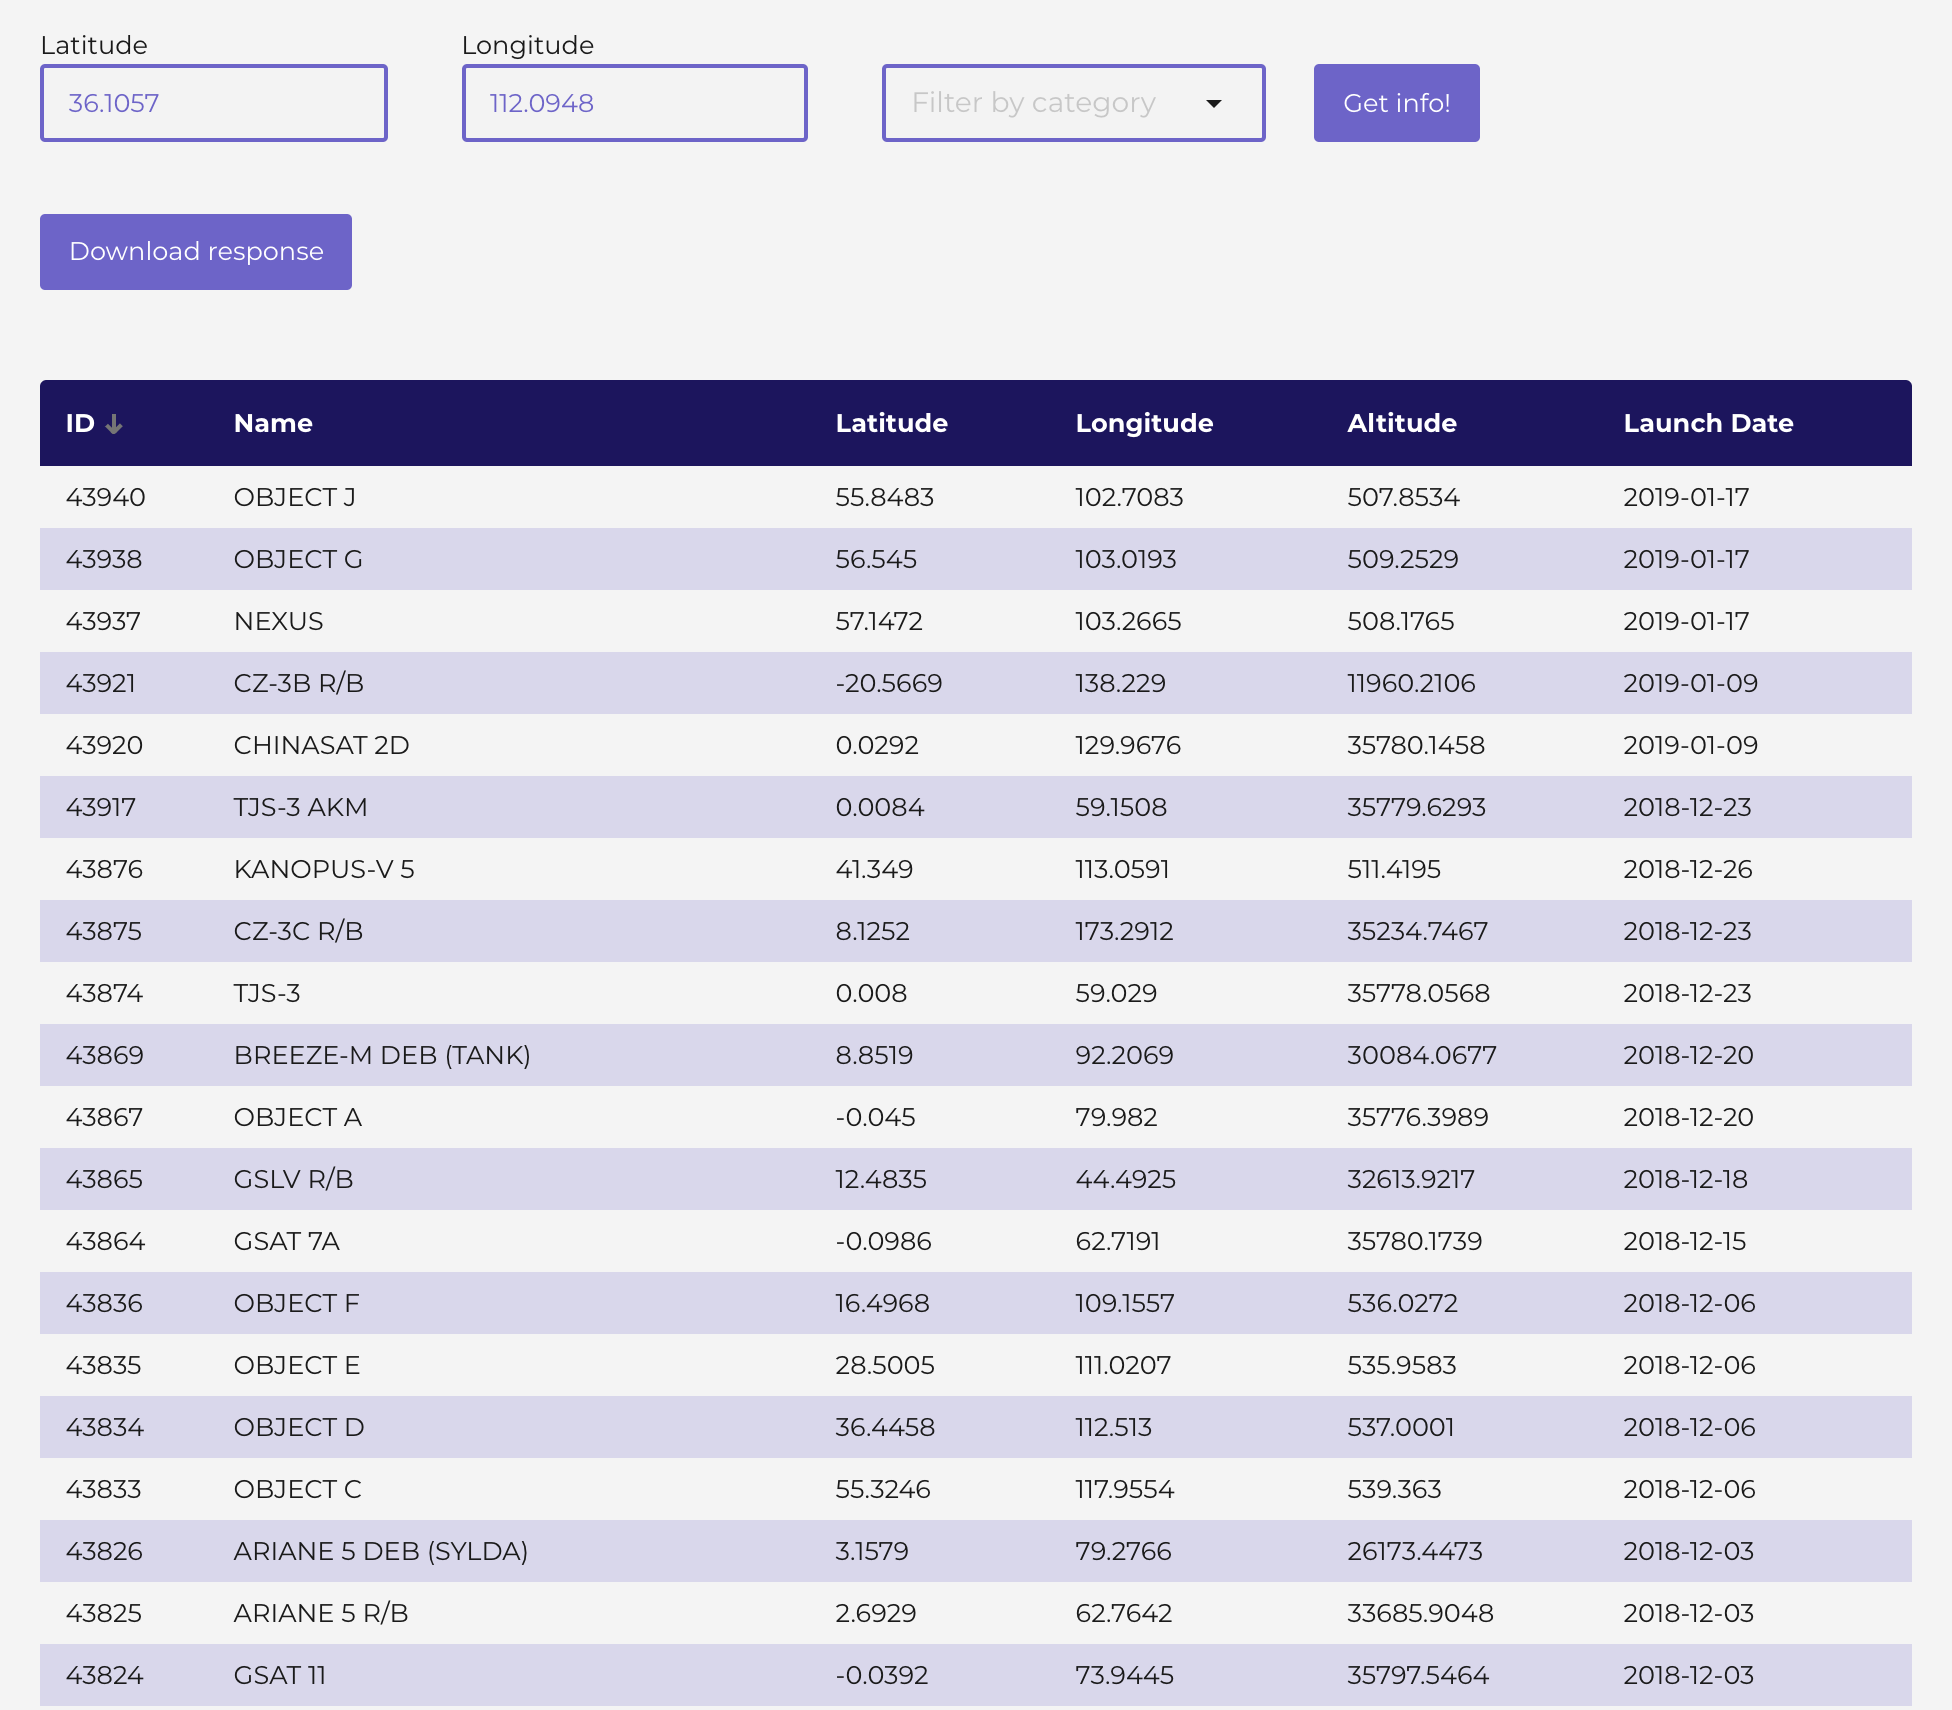 Latitude Longitude
36.1057 112.0948 Filter by category Get info!
Download response
ID Name Latitude Longitude Altitude Launch Date
43940 OBJECT J 55.8483 102.7083 507.8534 2019-01-17
43938 OBJECT G 56.545 103.0193 509.2529 2019-01-17
43937 NEXUS 57.1472 103.2665 508.1765 2019-01-17
43921 CZ-3B R/B -20.5669 138.229 11960.2106 2019-01-09
43920 CHINASAT 2D 0.0292 129.9676 35780.1458 2019-01-09
43917 TJS-3 AKM 0.0084 59.1508 35779.6293 2018-12-23
43876 KANOPUS-V 5 41.349 113.0591 511.4195 2018-12-26
43875 CZ-3C R/B 8.1252 173.2912 35234.7467 2018-12-23
43874 TJS-3 0.008 59.029 35778.0568 2018-12-23
43869 BREEZE-M DEB (TANK) 8.8519 92.2069 30084.0677 2018-12-20
43867 OBJECT A -0.045 79.982 35776.3989 2018-12-20
43865 GSLV R/B 12.4835 44.4925 32613.9217 2018-12-18
43864 GSAT 7A -0.0986 62.7191 35780.1739 2018-12-15
43836 OBJECT F 16.4968 109.1557 536.0272 2018-12-06
43835 OBJECT E 28.5005 111.0207 535.9583 2018-12-06
43834 OBJECT D 36.4458 112.513 537.0001 2018-12-06
43833 OBJECT C 55.3246 117.9554 539.363 2018-12-06
43826 ARIANE 5 DEB (SYLDA) 3.1579 79.2766 26173.4473 2018-12-03
43825 ARIANE 5 R/B 2.6929 62.7642 33685.9048 2018-12-03
43824 GSAT 11 -0.0392 73.9445 35797.5464 2018-12-03